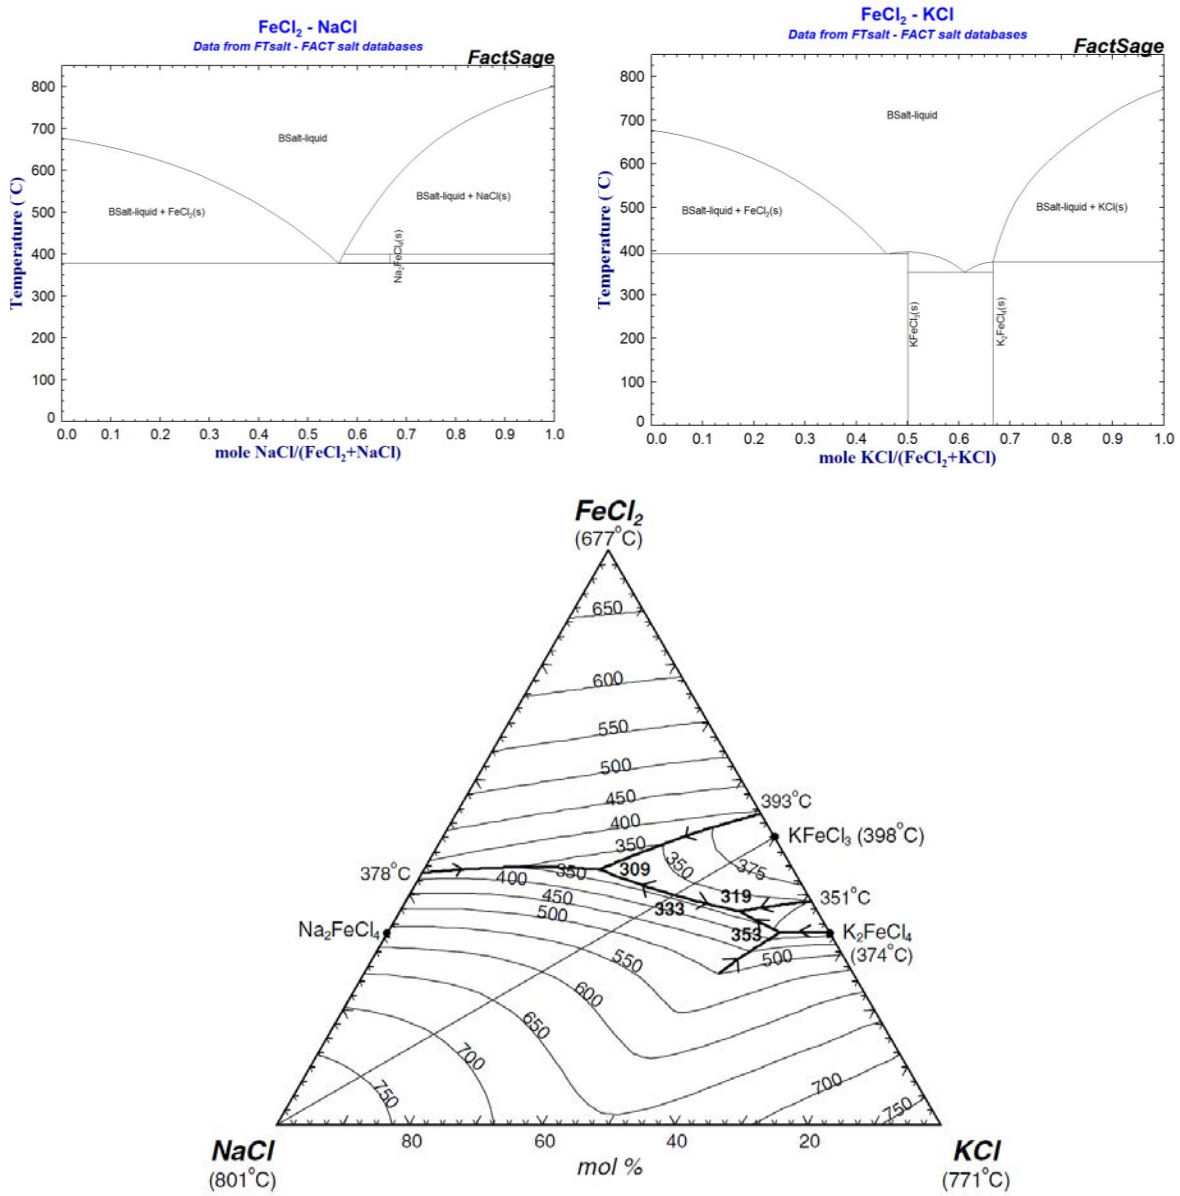 FeCl₂ - NaCl
Data from FTsalt - FACT salt databases
FactSage
Temperature (°C)
800
700
600
500
400
300
200
100
0
BSalt-liquid
BSalt-liquid + FeCl₂(s)
BSalt-liquid + NaCl(s)
Na₂FeCl₄(s)
0.0 0.1 0.2 0.3 0.4 0.5 0.6 0.7 0.8 0.9 1.0
mole NaCl/(FeCl₂+NaCl)
FeCl₂ - KCl
Data from FTsalt - FACT salt databases
FactSage
Temperature (°C)
800
700
600
500
400
300
200
100
0
BSalt-liquid
BSalt-liquid + FeCl₂(s)
BSalt-liquid + KCl(s)
KFeCl₃(s)
K₂FeCl₄(s)
0.0 0.1 0.2 0.3 0.4 0.5 0.6 0.7 0.8 0.9 1.0
mole KCl/(FeCl₂+KCl)
FeCl₂
(677°C)
650
600
550
500
450
400
350
393°C
KFeCl₃ (398°C)
378°C
309
350
375
400
350
450
500
333
319
351°C
Na₂FeCl₄
353
K₂FeCl₄
(374°C)
500
550
600
650
700
750
700
750
NaCl
(801°C)
80 60 40 20
mol %
KCl
(771°C)